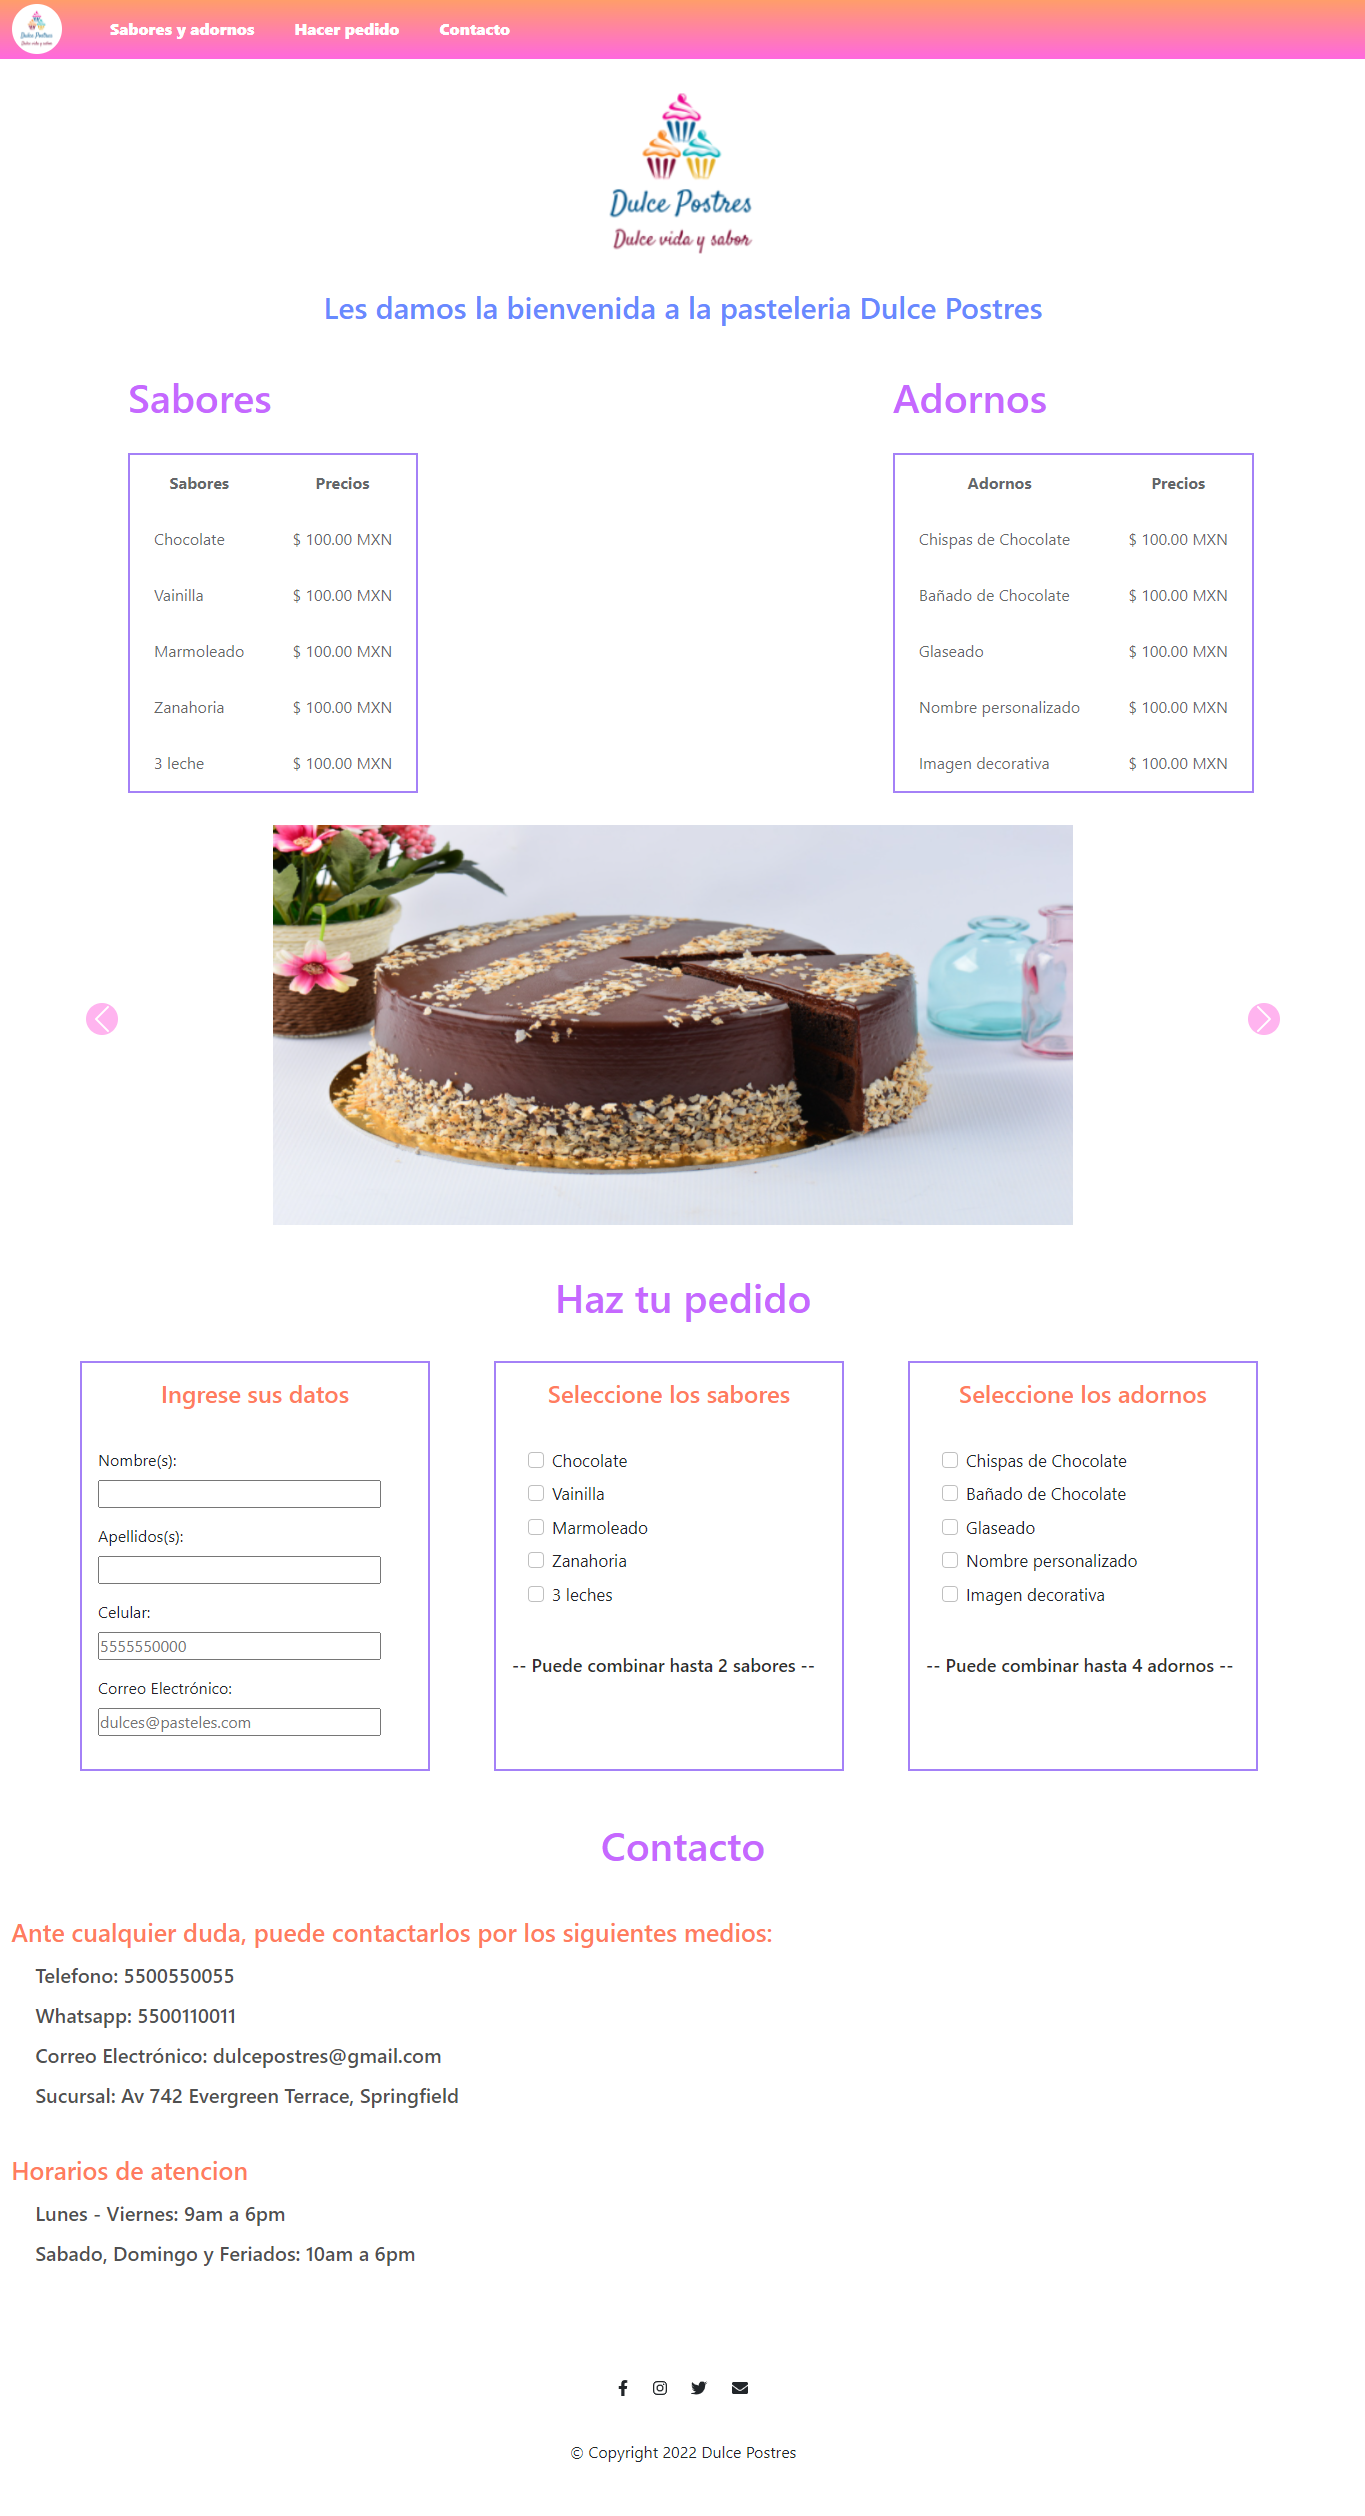 Dulce Postres
Dulce vida y sabor
Sabores y adornos
Hacer pedido
Contacto
Dulce Postres
Dulce vida y sabor
Les damos la bienvenida a la pasteleria Dulce Postres
Sabores
Sabores Precios
Chocolate $ 100.00 MXN
Vainilla $ 100.00 MXN
Marmoleado $ 100.00 MXN
Zanahoria $ 100.00 MXN
3 leche $ 100.00 MXN
Adornos
Adornos Precios
Chispas de Chocolate $ 100.00 MXN
Bañado de Chocolate $ 100.00 MXN
Glaseado $ 100.00 MXN
Nombre personalizado $ 100.00 MXN
Imagen decorativa $ 100.00 MXN
Haz tu pedido
Ingrese sus datos
Nombre(s):
Apellidos(s):
Celular:
5555550000
Correo Electrónico:
dulces@pasteles.com
Seleccione los sabores
Chocolate
Vainilla
Marmoleado
Zanahoria
3 leches
-- Puede combinar hasta 2 sabores --
Seleccione los adornos
Chispas de Chocolate
Bañado de Chocolate
Glaseado
Nombre personalizado
Imagen decorativa
-- Puede combinar hasta 4 adornos --
Contacto
Ante cualquier duda, puede contactarlos por los siguientes medios:
Telefono: 5500550055
Whatsapp: 5500110011
Correo Electrónico: dulcepostres@gmail.com
Sucursal: Av 742 Evergreen Terrace, Springfield
Horarios de atencion
Lunes - Viernes: 9am a 6pm
Sabado, Domingo y Feriados: 10am a 6pm
© Copyright 2022 Dulce Postres